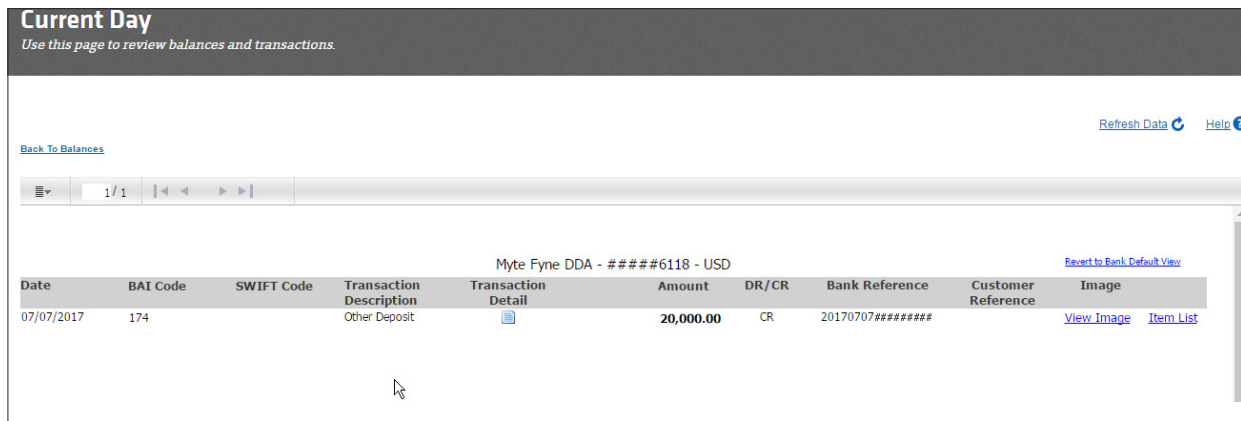 Current Day
Use this page to review balances and transactions.
Refresh Data Help ?
Back To Balances
1 / 1
Myte Fyne DDA - #####6118 - USD Revert to Bank Default View
Date BAI Code SWIFT Code Transaction Description Transaction Detail Amount DR/CR Bank Reference Customer Reference Image
07/07/2017 174 Other Deposit 20,000.00 CR 20170707######### View Image Item List